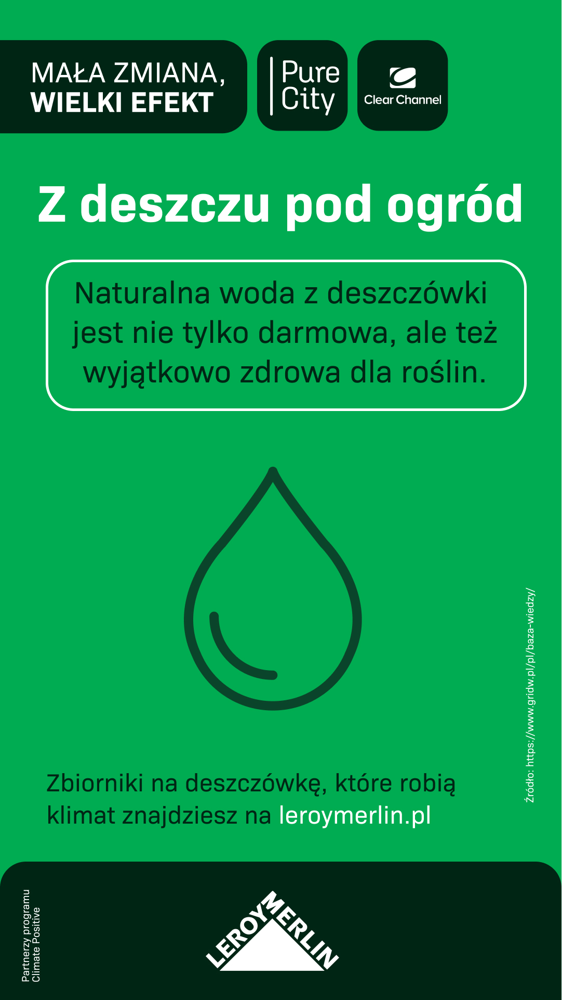 MAŁA ZMIANA,
WIELKI EFEKT
Pure
City
Clear Channel
Z deszczu pod ogród
Naturalna woda z deszczówki
jest nie tylko darmowa, ale też
wyjątkowo zdrowa dla roślin.
Źródło: https://www.gridw.pl/pl/baza-wiedzy/
Zbiorniki na deszczówkę, które robią
klimat znajdziesz na leroymerlin.pl
Partnerzy programu
Climate Positive
LEROY MERLIN